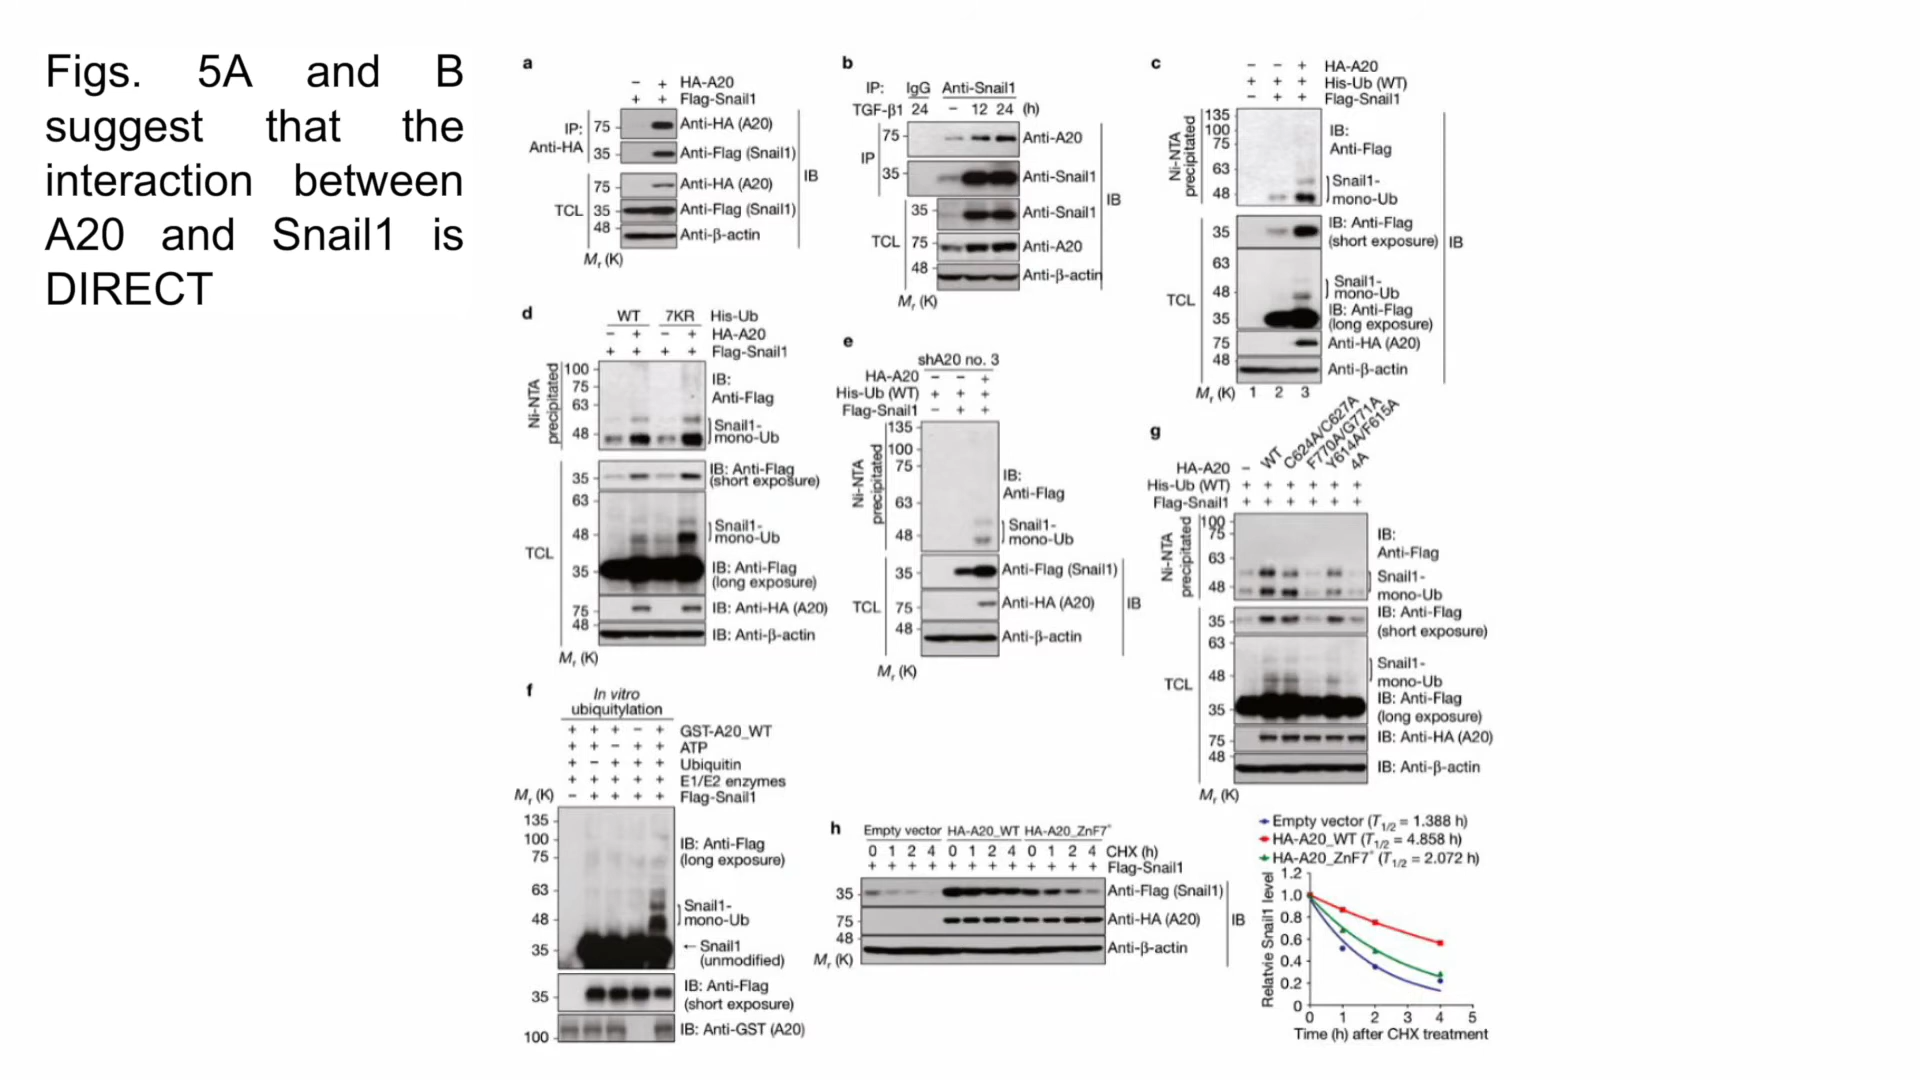 Figs. 5A and B
suggest that the
interaction between
A20 and Snail1 is
DIRECT
a
− + HA-A20
+ + Flag-Snail1
IP:
Anti-HA
75
Anti-HA (A20)
35
Anti-Flag (Snail1)
TCL
75
Anti-HA (A20)
35
Anti-Flag (Snail1)
48
Anti-β-actin
IB
Mr (K)
b
IP: IgG Anti-Snail1
TGF-β1 24 − 12 24 (h)
IP
75
Anti-A20
35
Anti-Snail1
TCL
35
Anti-Snail1
75
Anti-A20
48
Anti-β-actin
IB
Mr (K)
c
− − + HA-A20
+ + + His-Ub (WT)
− + + Flag-Snail1
Ni-NTA
precipitated
135
100
75
63
48
IB:
Anti-Flag
Snail1-
mono-Ub
TCL
35
IB: Anti-Flag
(short exposure)
63
48
35
Snail1-
mono-Ub
IB: Anti-Flag
(long exposure)
75
Anti-HA (A20)
48
Anti-β-actin
IB
Mr (K) 1 2 3
d
WT 7KR His-Ub
− + − + HA-A20
+ + + + Flag-Snail1
Ni-NTA
precipitated
100
75
63
48
IB:
Anti-Flag
Snail1-
mono-Ub
TCL
35
IB: Anti-Flag
(short exposure)
63
48
35
Snail1-
mono-Ub
IB: Anti-Flag
(long exposure)
75
IB: Anti-HA (A20)
48
IB: Anti-β-actin
Mr (K)
e
shA20 no. 3
HA-A20 − − +
His-Ub (WT) + + +
Flag-Snail1 − + +
Ni-NTA
precipitated
135
100
75
63
48
IB:
Anti-Flag
Snail1-
mono-Ub
TCL
35
Anti-Flag (Snail1)
75
Anti-HA (A20)
48
Anti-β-actin
IB
Mr (K)
f
In vitro
ubiquitylation
+ + + − + GST-A20_WT
+ + − + + ATP
+ − + + + Ubiquitin
+ + + + + E1/E2 enzymes
Mr (K) − + + + + Flag-Snail1
135
100
75
63
48
35
IB: Anti-Flag
(long exposure)
Snail1-
mono-Ub
← Snail1
(unmodified)
35
IB: Anti-Flag
(short exposure)
100
IB: Anti-GST (A20)
g
HA-A20 − WT C624A/C627A F770A/G771A Y614A/F615A 4A
His-Ub (WT) + + + + + +
Flag-Snail1 + + + + + +
Ni-NTA
precipitated
100
75
63
48
IB:
Anti-Flag
Snail1-
mono-Ub
TCL
35
IB: Anti-Flag
(short exposure)
63
48
35
Snail1-
mono-Ub
IB: Anti-Flag
(long exposure)
75
IB: Anti-HA (A20)
48
IB: Anti-β-actin
Mr (K)
h
Empty vector HA-A20_WT HA-A20_ZnF7*
0 1 2 4 0 1 2 4 0 1 2 4 CHX (h)
+ + + + + + + + + + + + Flag-Snail1
35
Anti-Flag (Snail1)
75
Anti-HA (A20)
48
Anti-β-actin
IB
Mr (K)
Empty vector (T1/2 = 1.388 h)
HA-A20_WT (T1/2 = 4.858 h)
HA-A20_ZnF7* (T1/2 = 2.072 h)
Relatvie Snail1 level
1.2
1.0
0.8
0.6
0.4
0.2
0
0 1 2 3 4 5
Time (h) after CHX treatment